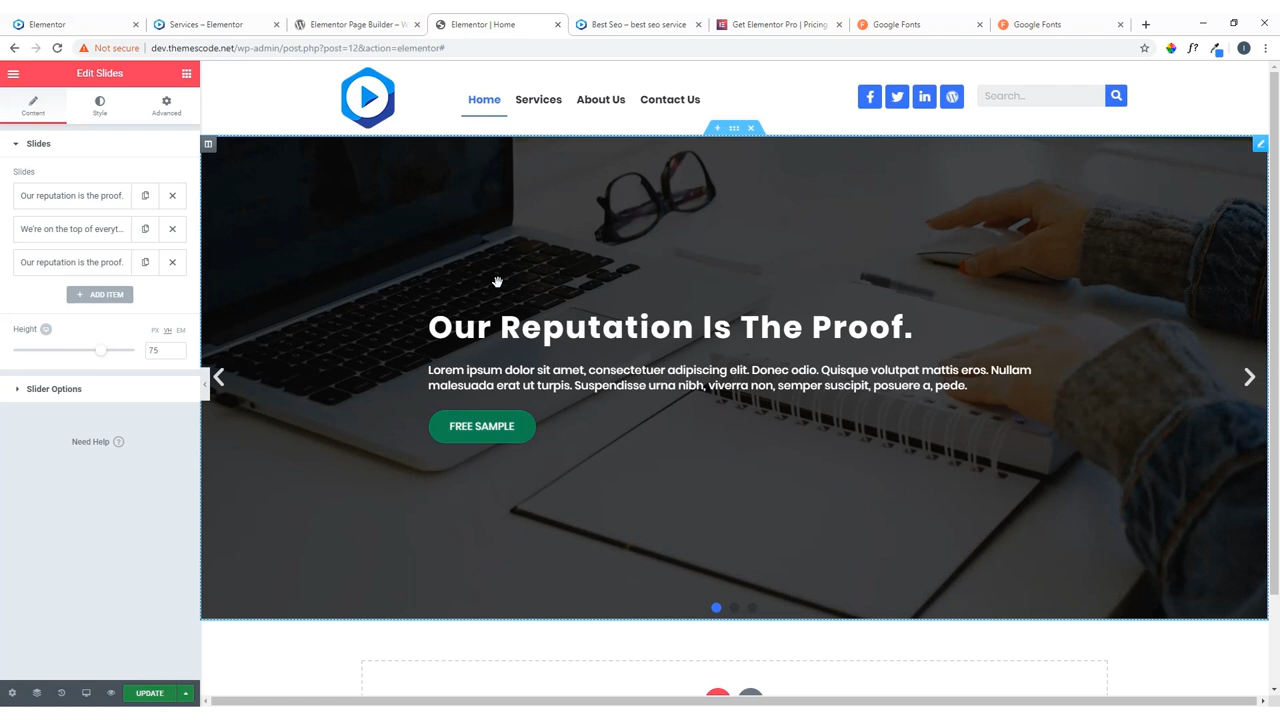 Elementor
Services – Elementor
Elementor Page Builder – W
Elementor | Home
Best Seo – best seo service
Get Elementor Pro | Pricing
Google Fonts
Google Fonts
Not secure
dev.themescode.net/wp-admin/post.php?post=12&action=elementor#
f?
I
Edit Slides
Content
Style
Advanced
Slides
Slides
Our reputation is the proof.
We're on the top of everyt...
Our reputation is the proof.
+ ADD ITEM
Height
PX VH EM
75
Slider Options
Need Help ?
UPDATE
Home
Services
About Us
Contact Us
Search...
Our Reputation Is The Proof.
Lorem ipsum dolor sit amet, consectetuer adipiscing elit. Donec odio. Quisque volutpat mattis eros. Nullam
malesuada erat ut turpis. Suspendisse urna nibh, viverra non, semper suscipit, posuere a, pede.
FREE SAMPLE